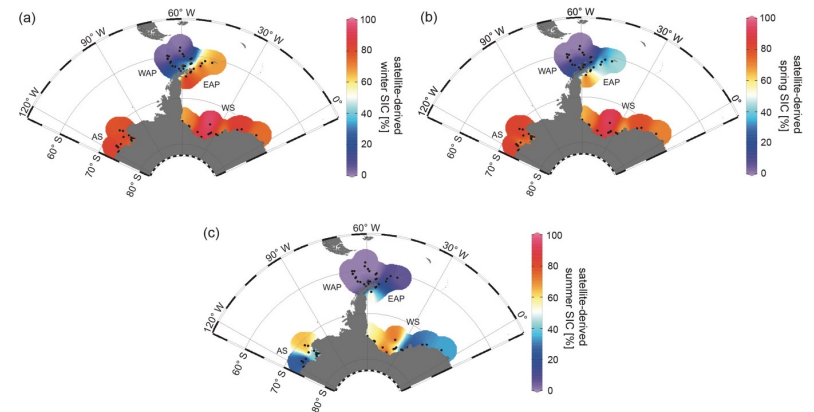 (a)
60° W
90° W
30° W
120° W
0°
60° S
70° S
80° S
WAP
EAP
WS
AS
100
80
60
40
20
0
satellite-derived
winter SIC [%]
(b)
60° W
90° W
30° W
120° W
0°
60° S
70° S
80° S
WAP
EAP
WS
AS
100
80
60
40
20
0
satellite-derived
spring SIC [%]
(c)
60° W
90° W
30° W
120° W
0°
60° S
70° S
80° S
WAP
EAP
WS
AS
100
80
60
40
20
0
satellite-derived
summer SIC [%]